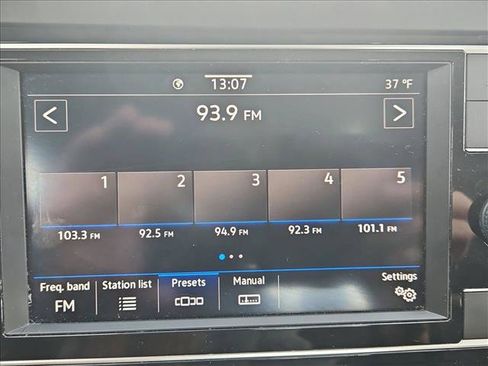 13:07 37 °F
93.9 FM
1 2 3 4 5
103.3 FM 92.5 FM 94.9 FM 92.3 FM 101.1 FM
Freq. band Station list Presets Manual Settings
FM